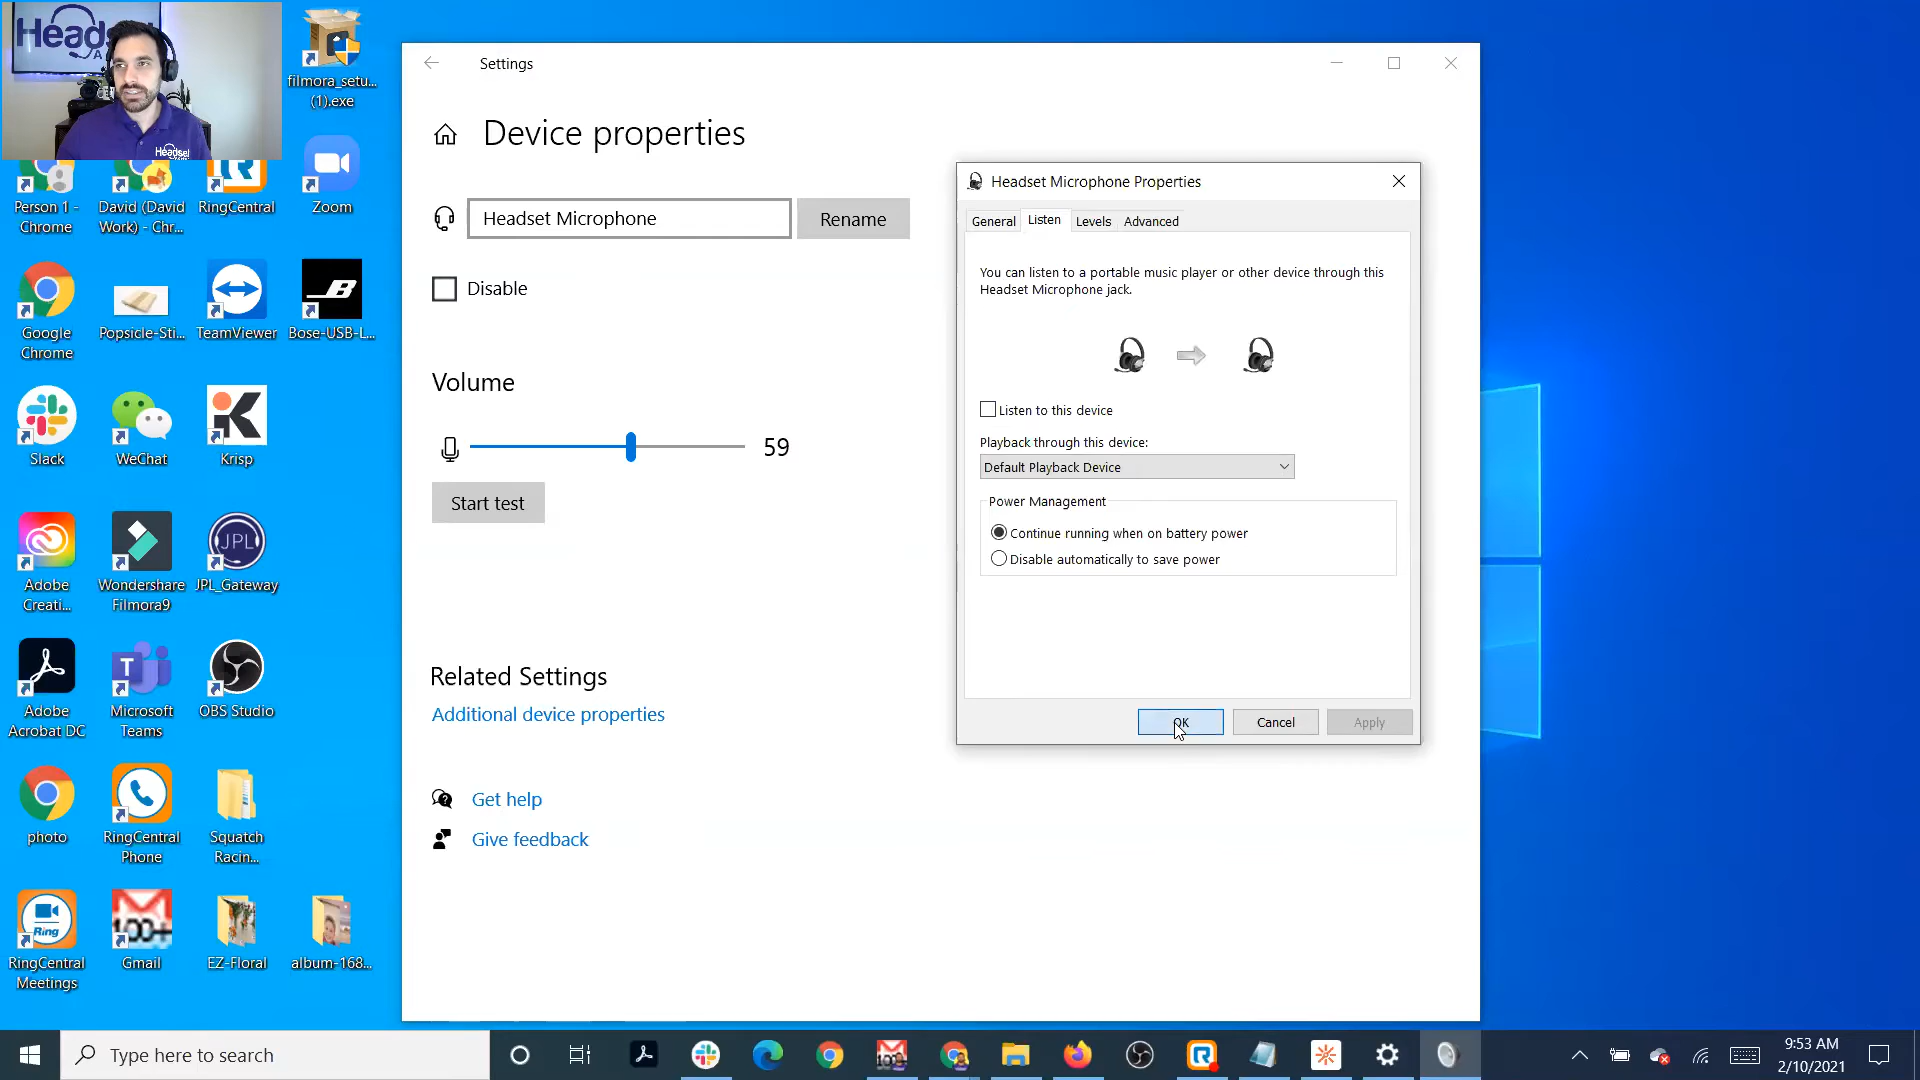 Heads
A
Headset
filmora_setu...
(1).exe
Person 1 -
Chrome
David (David
Work) - Chr...
RingCentral
Zoom
Google
Chrome
Popsicle-Sti...
TeamViewer
Bose-USB-L...
Slack
WeChat
Krisp
Adobe
Creati...
Wondershare
Filmora9
JPL
JPL_Gateway
Adobe
Acrobat DC
Microsoft
Teams
OBS Studio
photo
RingCentral
Phone
Squatch
Racin...
Ring
RingCentral
Meetings
100+
Gmail
EZ-Floral
album-168...
Settings
Device properties
Headset Microphone
Rename
Disable
Volume
59
Start test
Related Settings
Additional device properties
Get help
Give feedback
Headset Microphone Properties
General
Listen
Levels
Advanced
You can listen to a portable music player or other device through this
Headset Microphone jack.
Listen to this device
Playback through this device:
Default Playback Device
Power Management
Continue running when on battery power
Disable automatically to save power
OK
Cancel
Apply
Type here to search
9:53 AM
2/10/2021